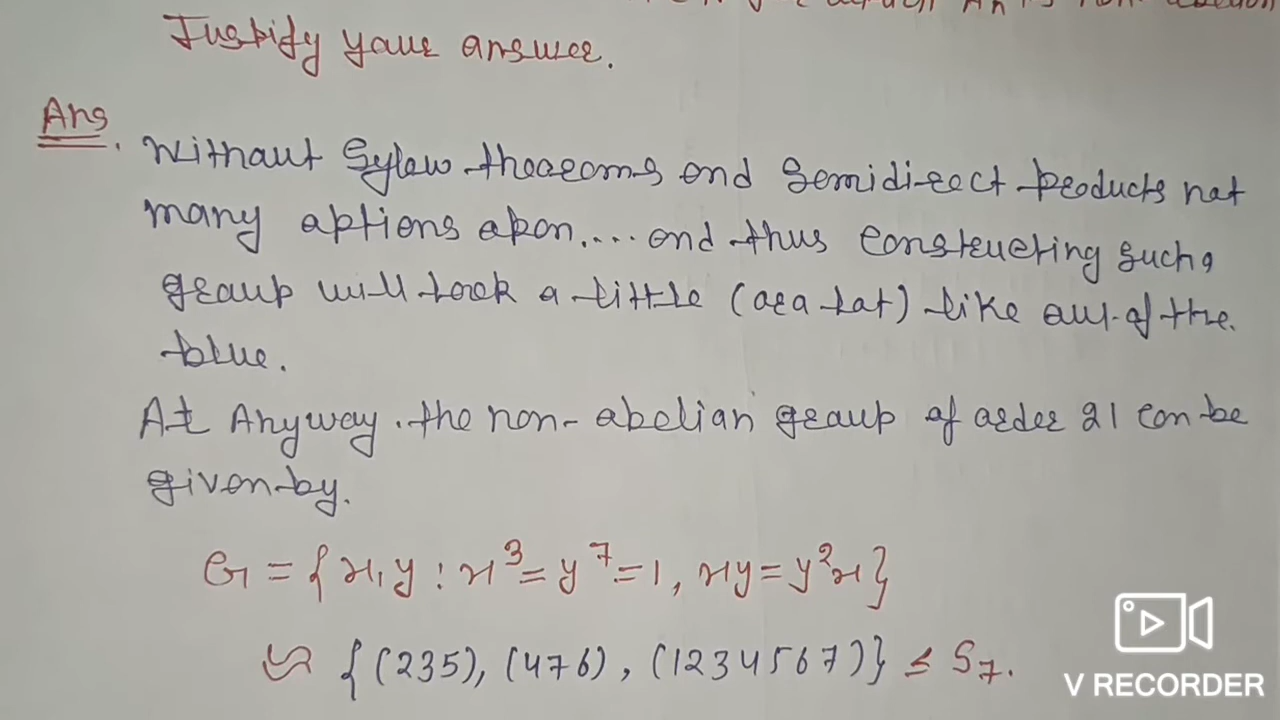 Justify your answer.
Ans. Without Sylow theorems and semidirect products not
many options open.... and thus constructing such a
group will look a little (or a lot) like out of the
blue.
At Anyway. the non-abelian group of order 21 can be
given by.
G = {x, y : x³ = y⁷ = 1, xy = y²x}
≈ {(235), (476), (1234567)} ≤ S₇.
V RECORDER